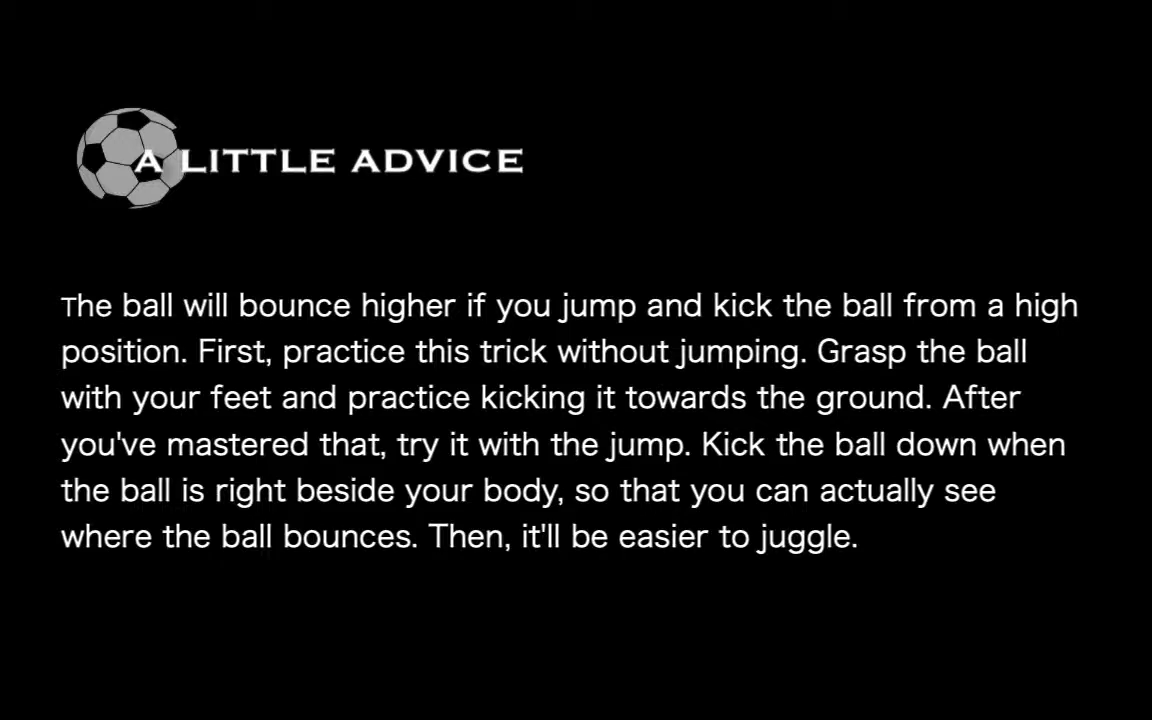 A LITTLE ADVICE
The ball will bounce higher if you jump and kick the ball from a high
position. First, practice this trick without jumping. Grasp the ball
with your feet and practice kicking it towards the ground. After
you've mastered that, try it with the jump. Kick the ball down when
the ball is right beside your body, so that you can actually see
where the ball bounces. Then, it'll be easier to juggle.